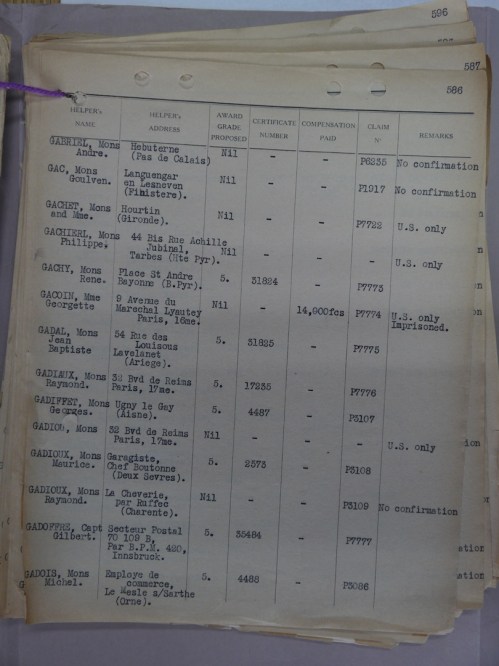 596
587
586
HELPER's NAME HELPER's ADDRESS AWARD GRADE PROPOSED CERTIFICATE NUMBER COMPENSATION PAID CLAIM N° REMARKS
GABRIEL, Mons Hebuterne Nil
Andre. (Pas de Calais) - - P6235 No confirmation
GAC, Mons Languengar Nil
Goulven. en Lesneven - - P1917 No confirmation
(Finistere).
GACHET, Mons Hourtin Nil
and Mme. (Gironde). - - P7722 U.S. only
GACHIERL, Mons 44 Bis Rue Achille
Philippe. Jubinal, Nil - - - U.S. only
Tarbes (Hte Pyr).
GACHY, Mons Place St Andre 5. 31824 -
Rene. Bayonne (B.Pyr). P7773
GACOIN, Mme 9 Avenue du Nil - 14,900fcs P7774 U.S. only
Georgette Marechal Lyautey Imprisoned.
Paris, 16me.
GADAL, Mons 54 Rue des 5. 31825 -
Jean Louisous P7775
Baptiste Lavelanet
(Ariege).
GADIAUX, Mons 32 Bvd de Reims 5. 17235 -
Raymond. Paris, 17me. P7776
GADIFFET, Mons Ugny le Gay 5. 4487 -
Georges. (Aisne). P3107
GADIOU, Mons 32 Bvd de Reims Nil - - -
Paris, 17me. U.S. only
GADIOUX, Mons Garagiste, 5. 2573 -
Maurice. Chef Boutonne P3108
(Deux Sevres).
GADIOUX, Mons La Cheverie, Nil - -
Raymond. par Ruffec P3109 No confirmation
(Charente).
GADOFFRE, Capt Secteur Postal 5. 35484 -
Gilbert. 70 109 B, P7777
Par B.P.M. 420,
Innsbruck.
GADOIS, Mons Employe de 5. 4488 -
Michel. commerce, P3086
Le Mesle s/Sarthe
(Orne).